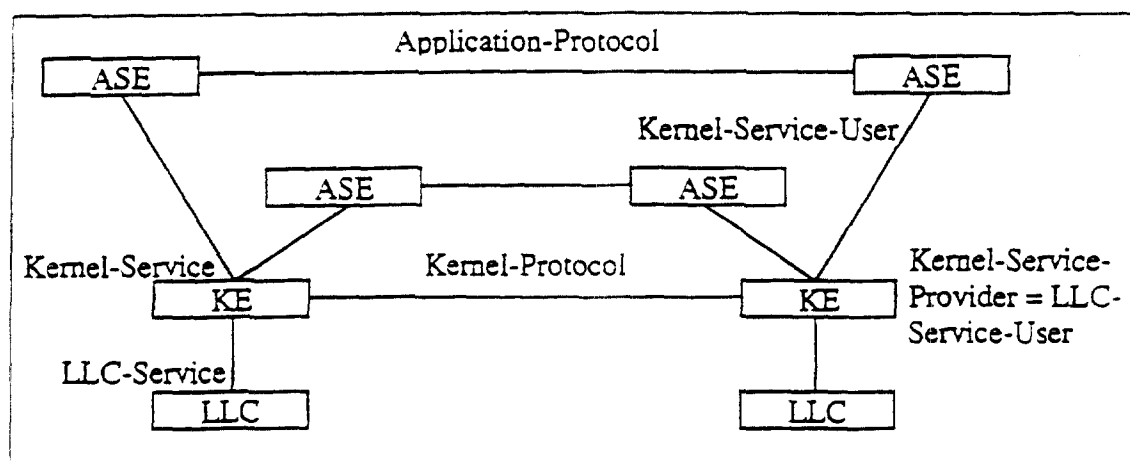 Application-Protocol
ASE
ASE
Kernel-Service-User
ASE
ASE
Kernel-Service
Kernel-Protocol
Kernel-Service-
KE
KE
Provider = LLC-
Service-User
LLC-Service
LLC
LLC